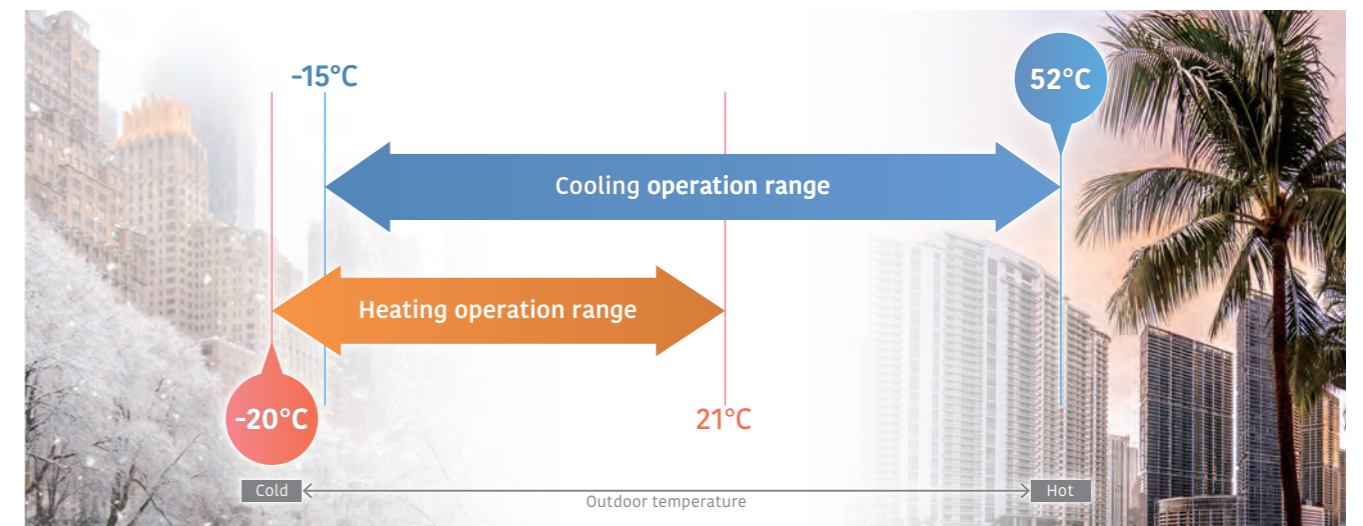 -15°C
52°C
Cooling operation range
Heating operation range
-20°C
21°C
Cold
Hot
Outdoor temperature